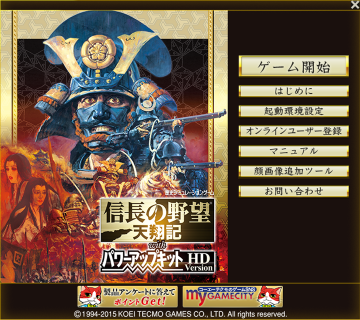 ゲーム開始
はじめに
起動環境設定
オンラインユーザー登録
マニュアル
顔画像追加ツール
お問い合わせ
歴史シミュレーションゲーム
信長の野望
天翔記
with
パワーアップキット HD
Version
製品アンケートに答えて
ポイントGet!
my GAMECITY
©1994-2015 KOEI TECMO GAMES CO., LTD. All rights reserved.